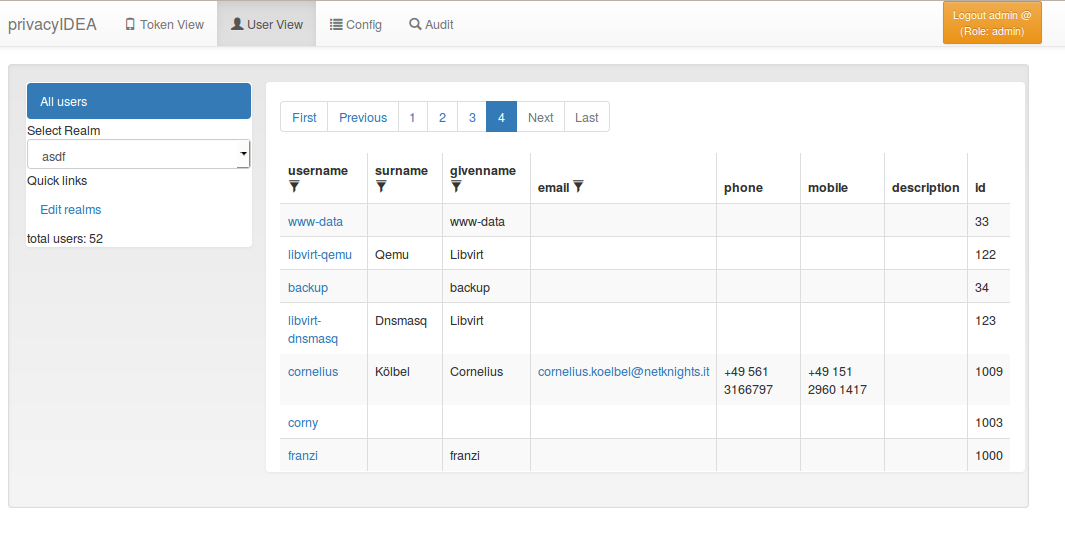 privacyIDEA Token View User View Config Audit Logout admin @
(Role: admin)
All users
Select Realm
asdf
Quick links
Edit realms
total users: 52
First Previous 1 2 3 4 Next Last
username surname givenname email phone mobile description id
www-data www-data 33
libvirt-qemu Qemu Libvirt 122
backup backup 34
libvirt- Dnsmasq Libvirt 123
dnsmasq
cornelius Kölbel Cornelius cornelius.koelbel@netknights.it +49 561 +49 151 1009
3166797 2960 1417
corny 1003
franzi franzi 1000